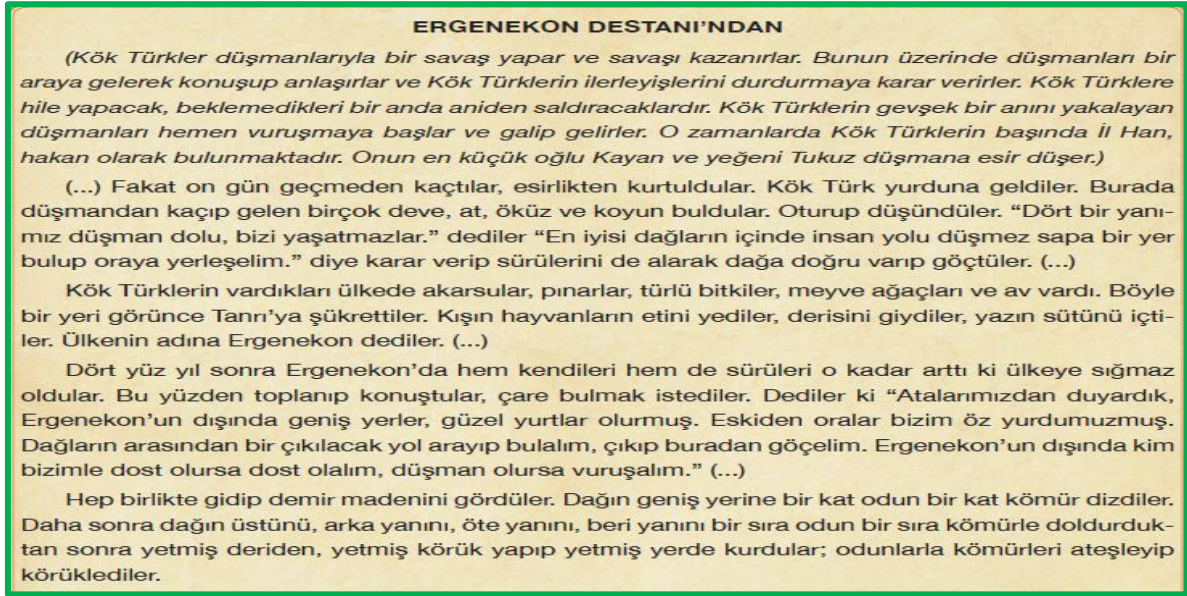 ERGENEKON DESTANI’NDAN
(Kök Türkler düşmanlarıyla bir savaş yapar ve savaşı kazanırlar. Bunun üzerinde düşmanları bir
araya gelerek konuşup anlaşırlar ve Kök Türklerin ilerleyişlerini durdurmaya karar verirler. Kök Türklere
hile yapacak, beklemedikleri bir anda aniden saldıracaklardır. Kök Türklerin gevşek bir anını yakalayan
düşmanları hemen vuruşmaya başlar ve galip gelirler. O zamanlarda Kök Türklerin başında İl Han,
hakan olarak bulunmaktadır. Onun en küçük oğlu Kayan ve yeğeni Tukuz düşmana esir düşer.)
(...) Fakat on gün geçmeden kaçtılar, esirlikten kurtuldular. Kök Türk yurduna geldiler. Burada
düşmandan kaçıp gelen birçok deve, at, öküz ve koyun buldular. Oturup düşündüler. “Dört bir yanı-
mız düşman dolu, bizi yaşatmazlar.” dediler “En iyisi dağların içinde insan yolu düşmez sapa bir yer
bulup oraya yerleşelim.” diye karar verip sürülerini de alarak dağa doğru varıp göçtüler. (...)
Kök Türklerin vardıkları ülkede akarsular, pınarlar, türlü bitkiler, meyve ağaçları ve av vardı. Böyle
bir yeri görünce Tanrı’ya şükrettiler. Kışın hayvanların etini yediler, derisini giydiler, yazın sütünü içti-
ler. Ülkenin adına Ergenekon dediler. (...)
Dört yüz yıl sonra Ergenekon’da hem kendileri hem de sürüleri o kadar arttı ki ülkeye sığmaz
oldular. Bu yüzden toplanıp konuştular, çare bulmak istediler. Dediler ki “Atalarımızdan duyardık,
Ergenekon’un dışında geniş yerler, güzel yurtlar olurmuş. Eskiden oralar bizim öz yurdumuzmuş.
Dağların arasından bir çıkılacak yol arayıp bulalım, çıkıp buradan göçelim. Ergenekon’un dışında kim
bizimle dost olursa dost olalım, düşman olursa vuruşalım.” (...)
Hep birlikte gidip demir madenini gördüler. Dağın geniş yerine bir kat odun bir kat kömür dizdiler.
Daha sonra dağın üstünü, arka yanını, öte yanını, beri yanını bir sıra odun bir sıra kömürle doldurduk-
tan sonra yetmiş deriden, yetmiş körük yapıp yetmiş yerde kurdular; odunlarla kömürleri ateşleyip
körüklediler.